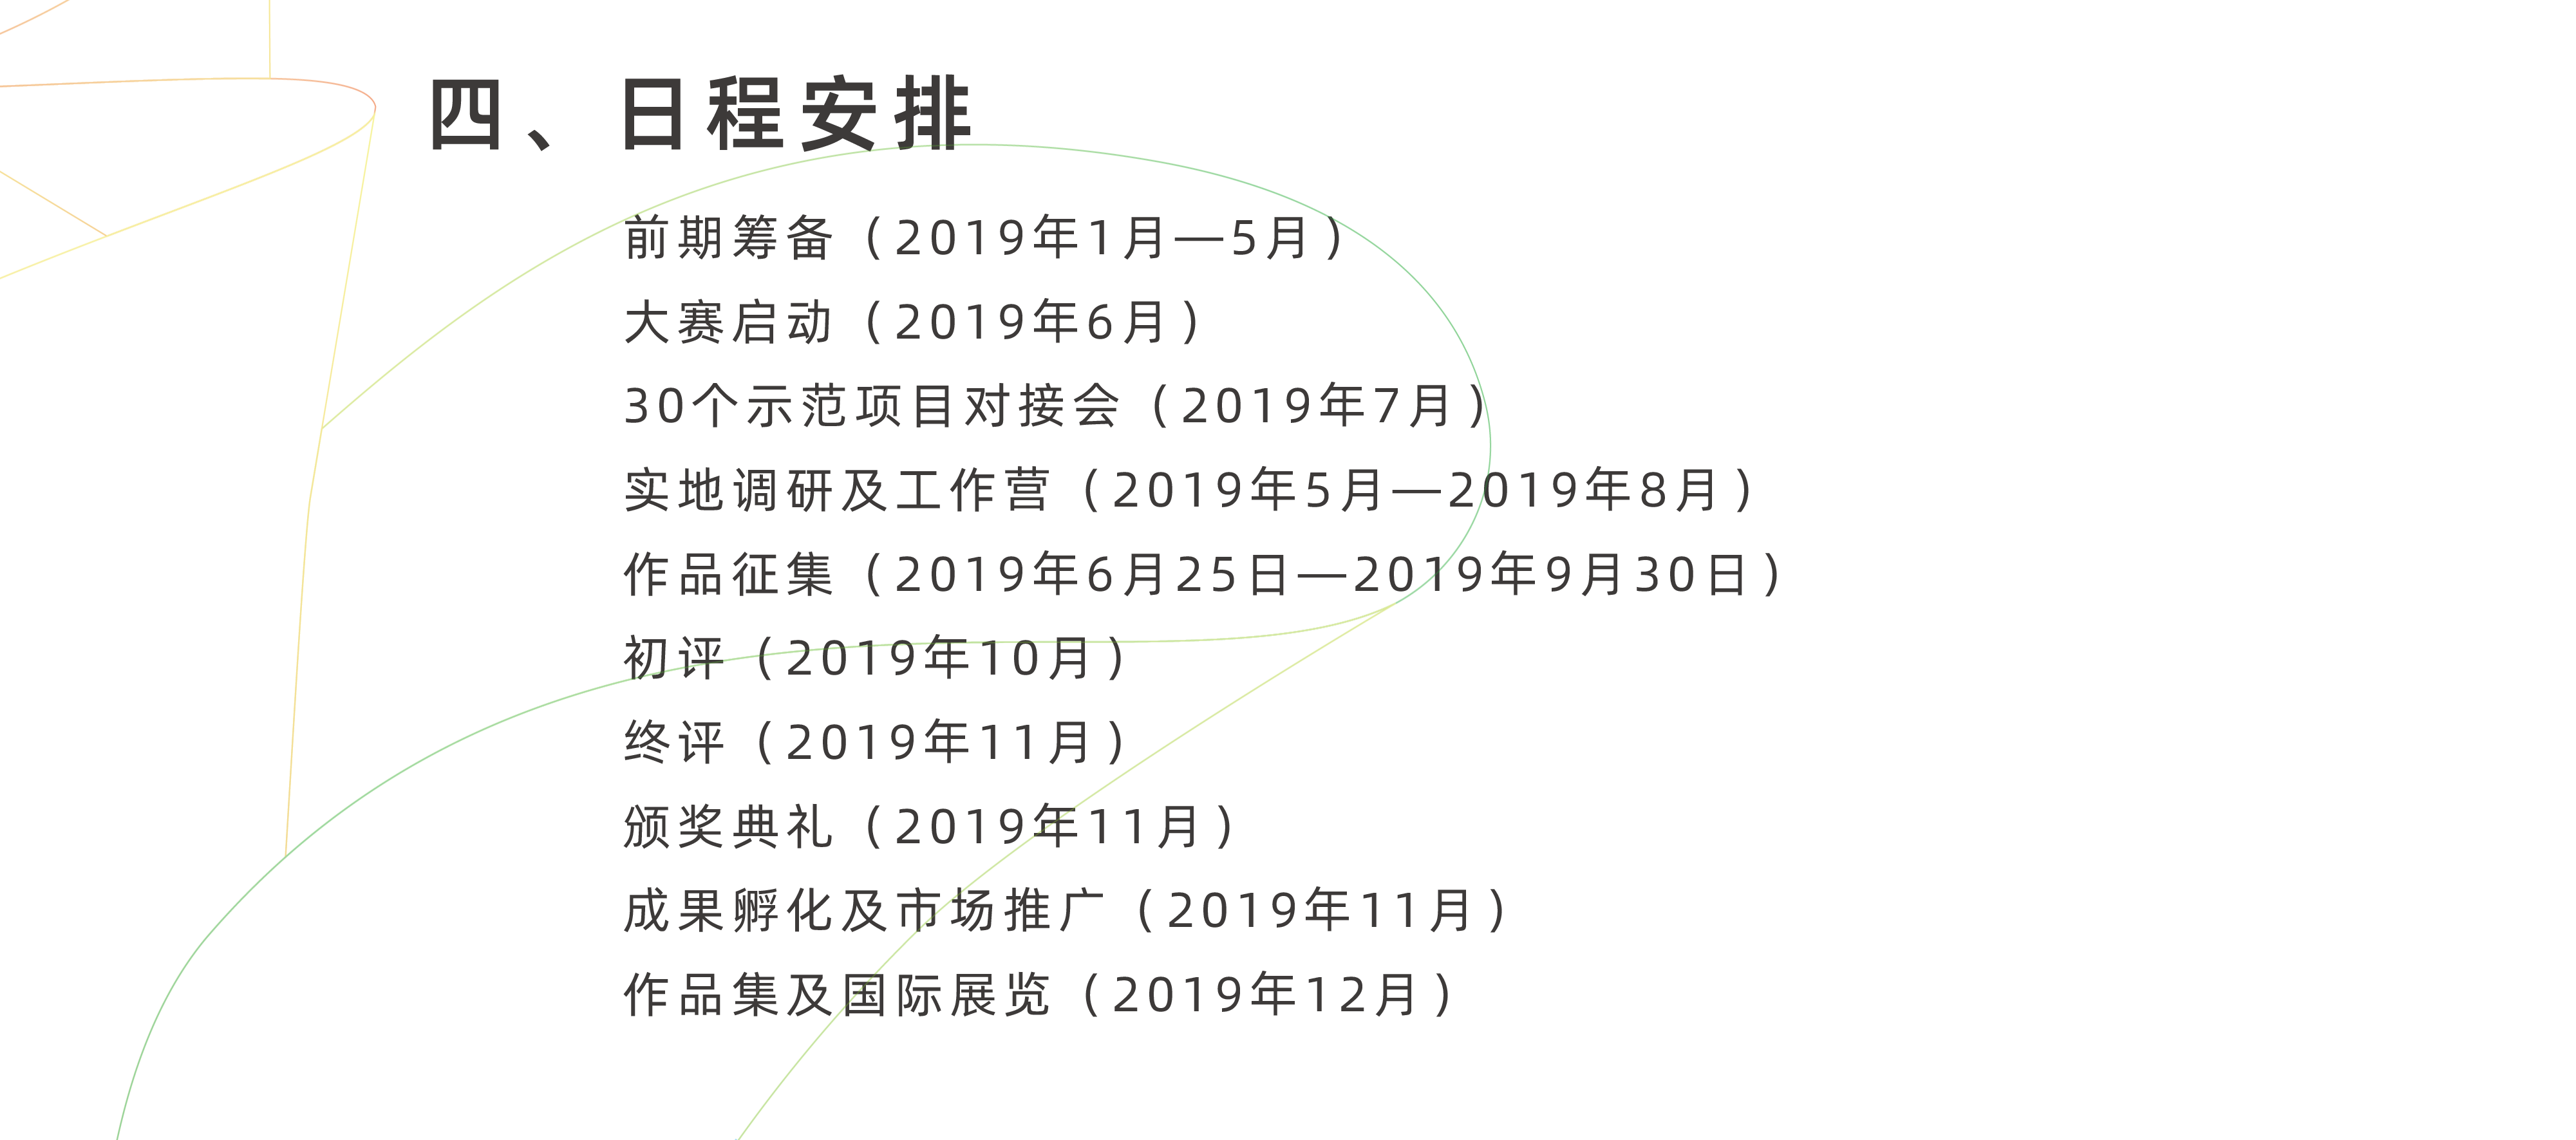 四、日程安排
前期筹备（2019年1月—5月）
大赛启动（2019年6月）
30个示范项目对接会（2019年7月）
实地调研及工作营（2019年5月—2019年8月）
作品征集（2019年6月25日—2019年9月30日）
初评（2019年10月）
终评（2019年11月）
颁奖典礼（2019年11月）
成果孵化及市场推广（2019年11月）
作品集及国际展览（2019年12月）